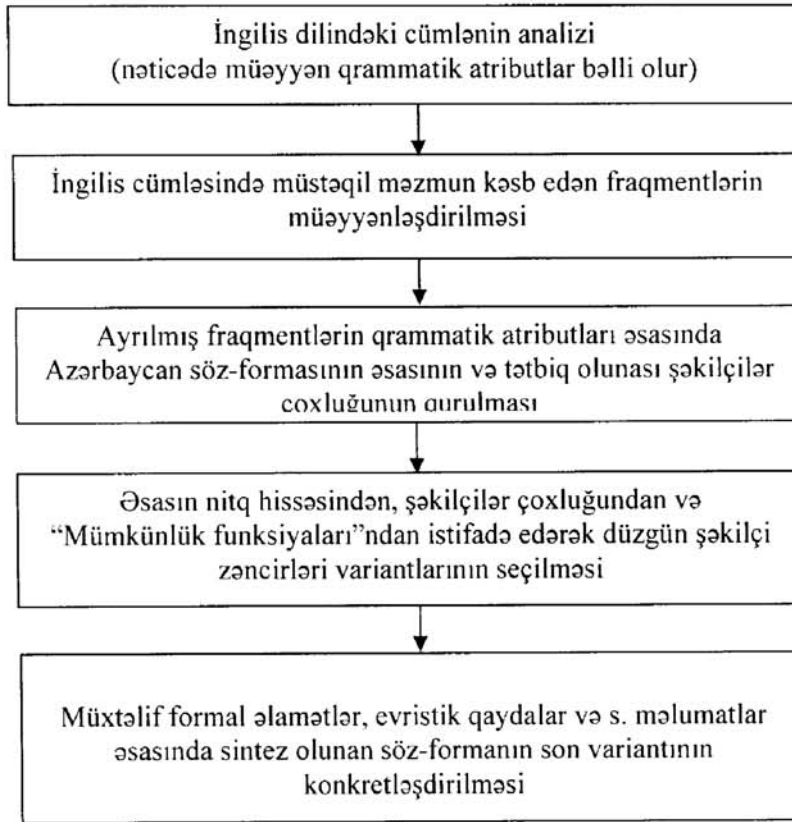 İngilis dilindəki cümlənin analizi
(nəticədə müəyyən qrammatik atributlar bəlli olur)
İngilis cümləsində müstəqil məzmun kəsb edən fraqmentlərin
müəyyənləşdirilməsi
Ayrılmış fraqmentlərin qrammatik atributları əsasında
Azərbaycan söz-formasının əsasının və tətbiq olunası şəkilçilər
çoxluğunun qurulması
Əsasın nitq hissəsindən, şəkilçilər çoxluğundan və
“Mümkünlük funksiyaları”ndan istifadə edərək düzgün şəkilçi
zəncirləri variantlarının seçilməsi
Müxtəlif formal əlamətlər, evristik qaydalar və s. məlumatlar
əsasında sintez olunan söz-formanın son variantının
konkretləşdirilməsi